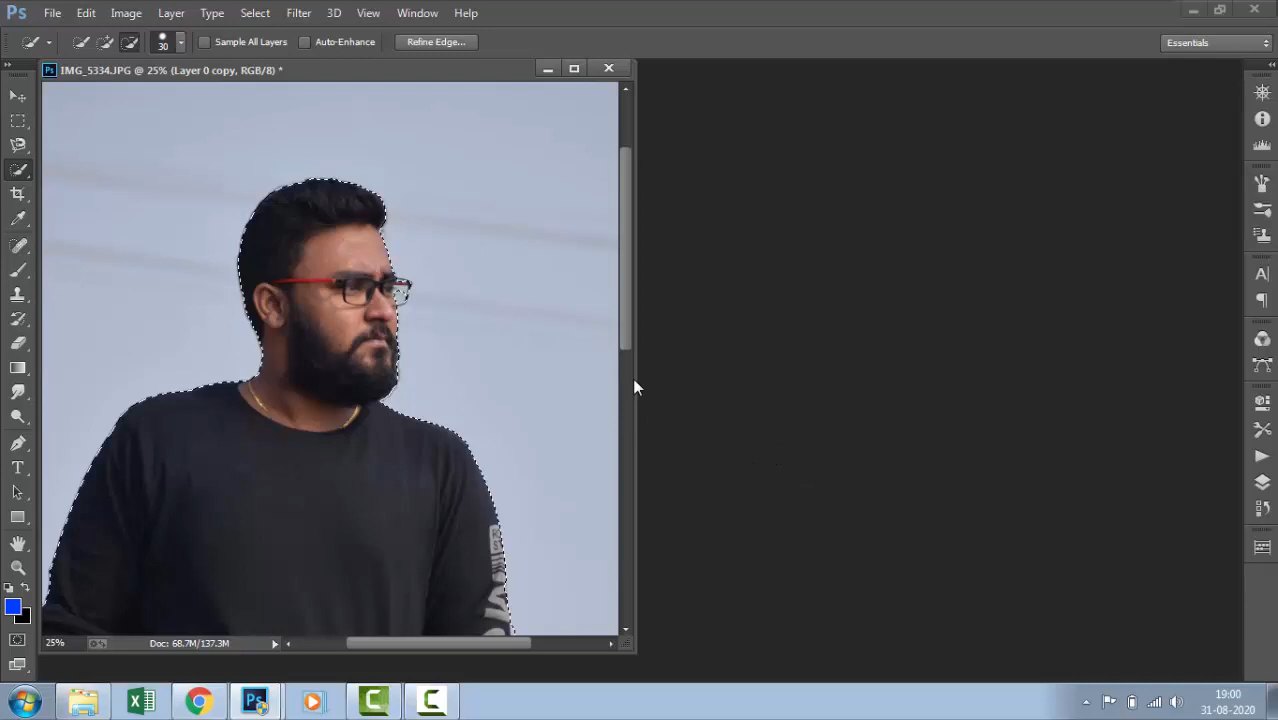 Ps File Edit Image Layer Type Select Filter 3D View Window Help
30 Sample All Layers Auto-Enhance Refine Edge... Essentials
Ps IMG_5334.JPG @ 25% (Layer 0 copy, RGB/8) *
25% Doc: 68.7M/137.3M
19:00
31-08-2020